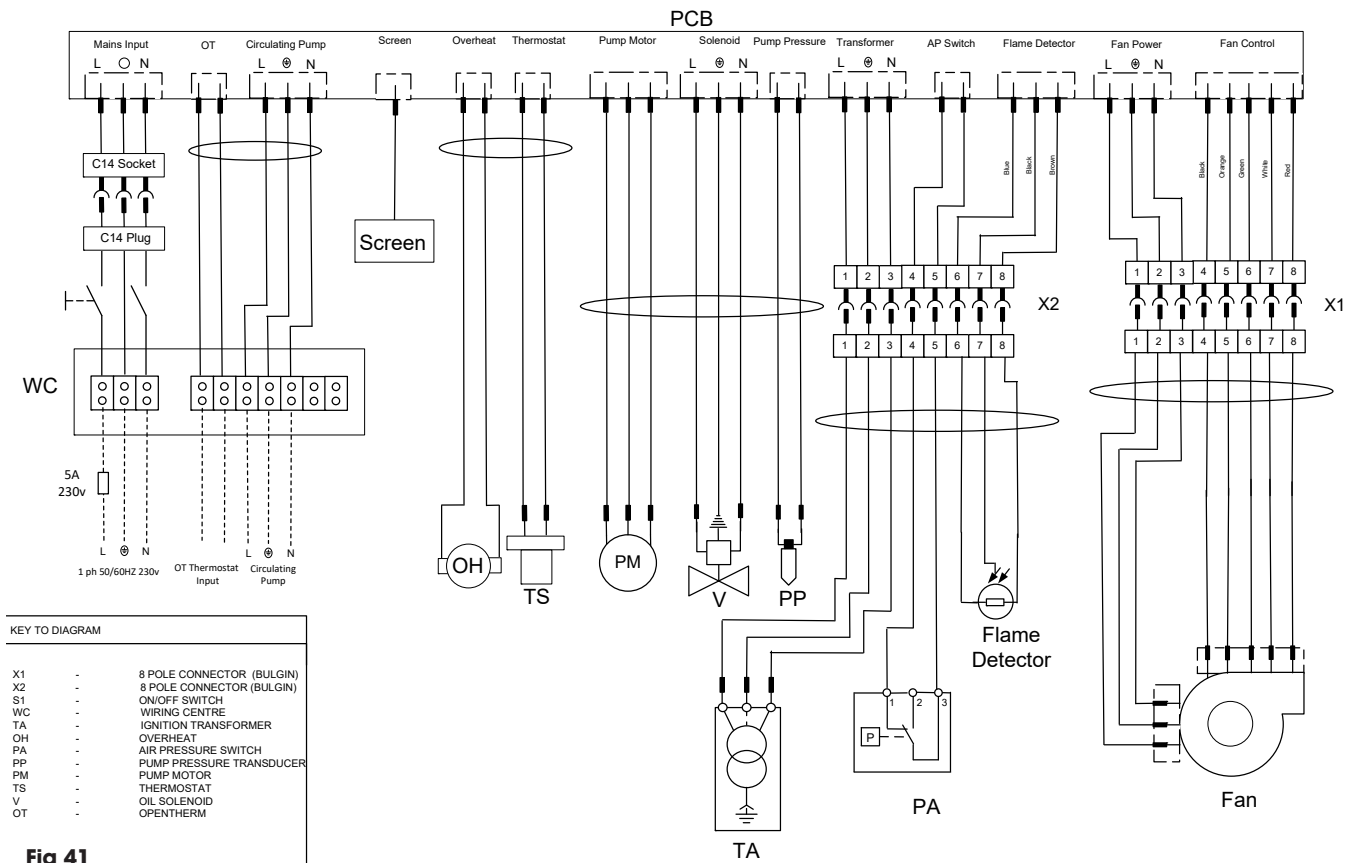 PCB
Mains Input
OT
Circulating Pump
Screen
Overheat
Thermostat
Pump Motor
Solenoid
Pump Pressure
Transformer
AP Switch
Flame Detector
Fan Power
Fan Control
L N
L N
L N
L N
L N
C14 Socket
C14 Plug
Screen
Blue
Black
Brown
Black
Orange
Green
White
Red
1 2 3 4 5 6 7 8
X2
1 2 3 4 5 6 7 8
1 2 3 4 5 6 7 8
X1
1 2 3 4 5 6 7 8
WC
5A
230v
L N
1 ph 50/60HZ 230v
OT Thermostat
Input
L N
Circulating
Pump
OH
TS
PM
V
PP
Flame
Detector
1 2 3
P
PA
TA
Fan
KEY TO DIAGRAM
X1 - 8 POLE CONNECTOR (BULGIN)
X2 - 8 POLE CONNECTOR (BULGIN)
S1 - ON/OFF SWITCH
WC - WIRING CENTRE
TA - IGNITION TRANSFORMER
OH - OVERHEAT
PA - AIR PRESSURE SWITCH
PP - PUMP PRESSURE TRANSDUCER
PM - PUMP MOTOR
TS - THERMOSTAT
V - OIL SOLENOID
OT - OPENTHERM
Fig 41